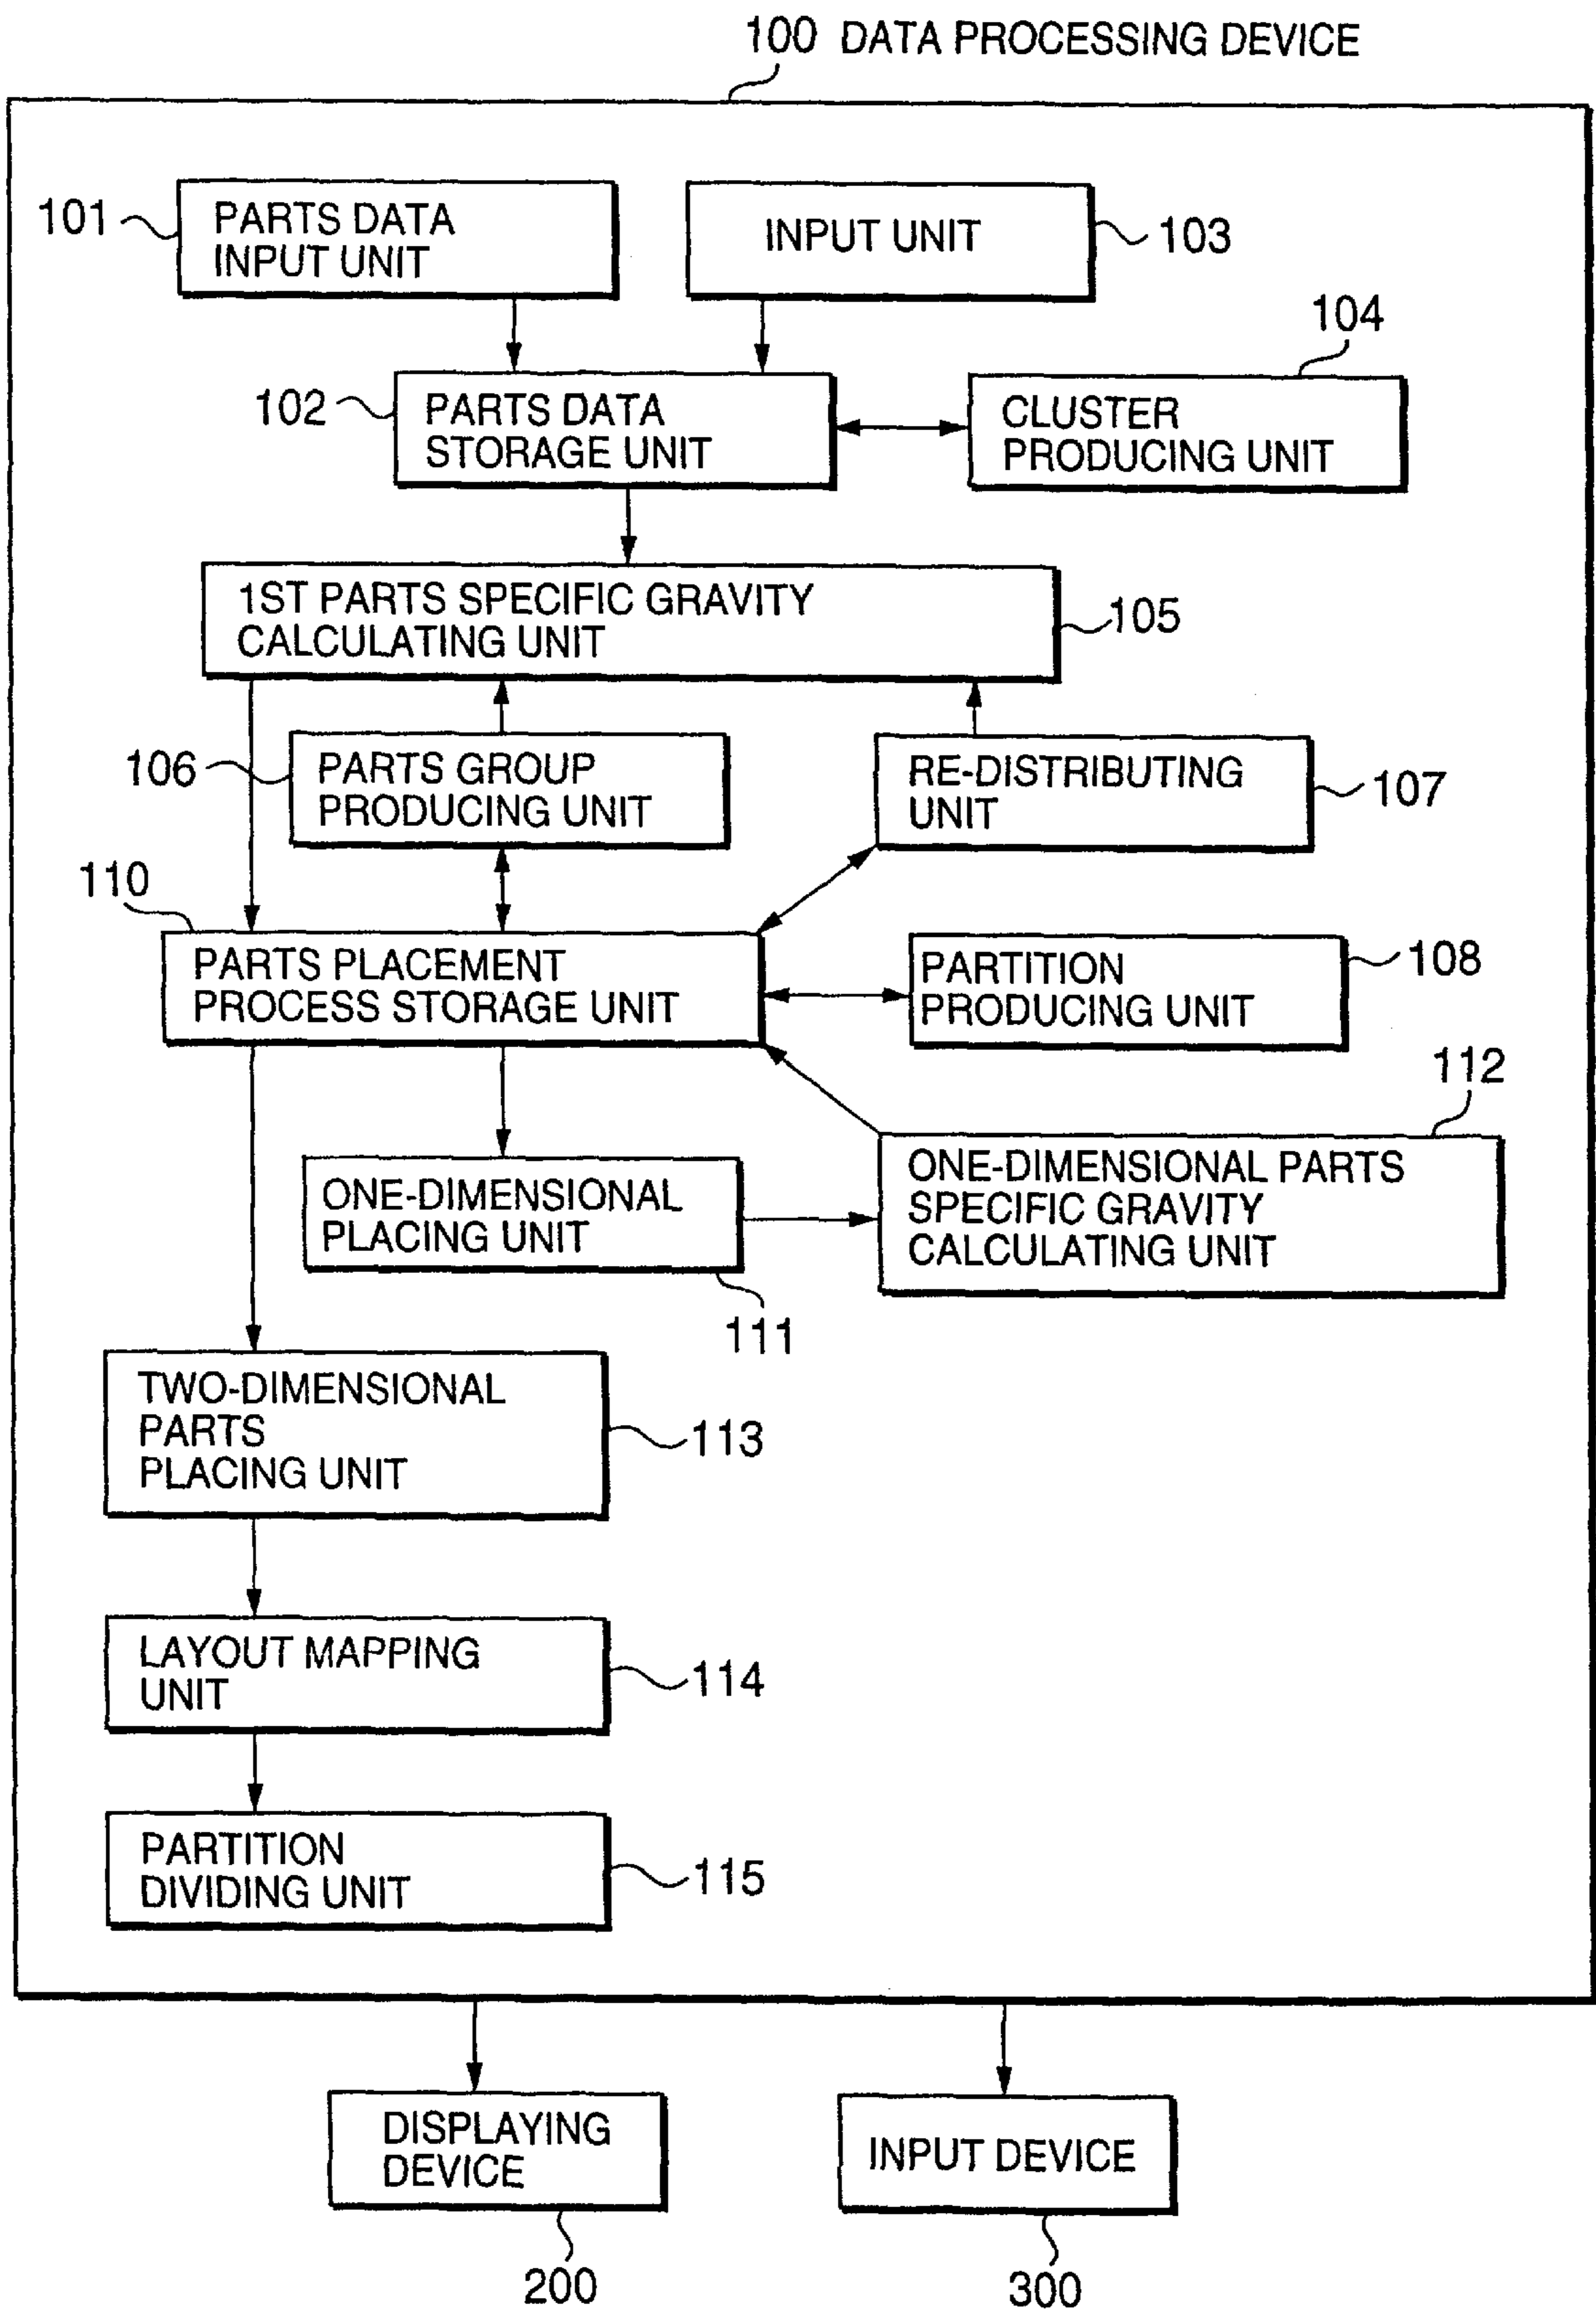 100 DATA PROCESSING DEVICE
101
PARTS DATA
INPUT UNIT
INPUT UNIT
103
104
102
PARTS DATA
STORAGE UNIT
CLUSTER
PRODUCING UNIT
1ST PARTS SPECIFIC GRAVITY
CALCULATING UNIT
105
106
PARTS GROUP
PRODUCING UNIT
RE-DISTRIBUTING
UNIT
107
110
PARTS PLACEMENT
PROCESS STORAGE UNIT
PARTITION
PRODUCING UNIT
108
112
ONE-DIMENSIONAL
PLACING UNIT
ONE-DIMENSIONAL PARTS
SPECIFIC GRAVITY
CALCULATING UNIT
111
TWO-DIMENSIONAL
PARTS
PLACING UNIT
113
LAYOUT MAPPING
UNIT
114
PARTITION
DIVIDING UNIT
115
DISPLAYING
DEVICE
INPUT DEVICE
200
300